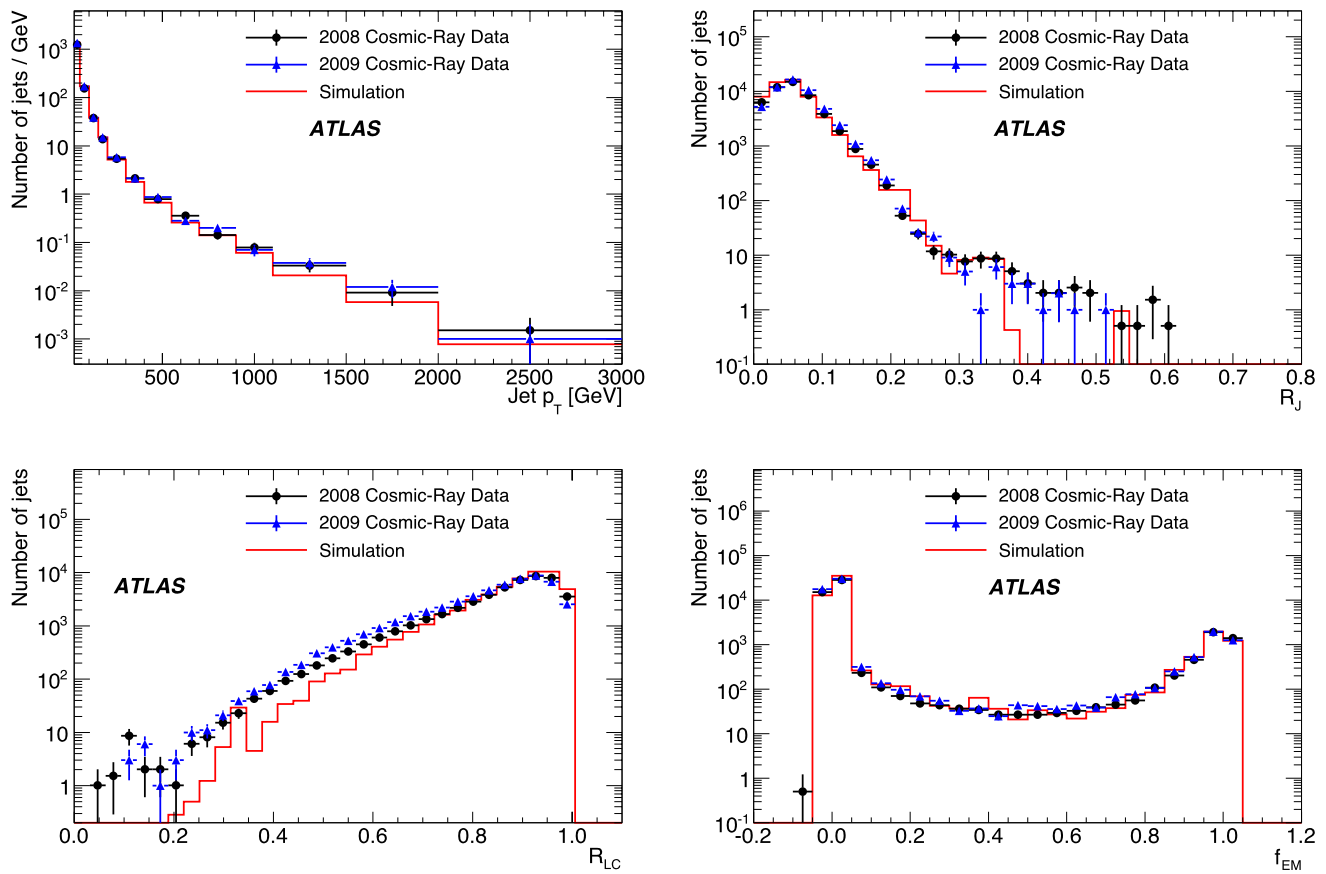 Number of jets / GeV
10³
10²
10
1
10⁻¹
10⁻²
10⁻³
2008 Cosmic-Ray Data
2009 Cosmic-Ray Data
Simulation
ATLAS
500 1000 1500 2000 2500 3000
Jet p_T [GeV]
Number of jets
10⁵
10⁴
10³
10²
10
1
10⁻¹
2008 Cosmic-Ray Data
2009 Cosmic-Ray Data
Simulation
ATLAS
0.0 0.1 0.2 0.3 0.4 0.5 0.6 0.7 0.8
R_J
Number of jets
10⁵
10⁴
10³
10²
10
1
2008 Cosmic-Ray Data
2009 Cosmic-Ray Data
Simulation
ATLAS
0.0 0.2 0.4 0.6 0.8 1.0
R_LC
Number of jets
10⁶
10⁵
10⁴
10³
10²
10
1
10⁻¹
2008 Cosmic-Ray Data
2009 Cosmic-Ray Data
Simulation
ATLAS
-0.2 0.0 0.2 0.4 0.6 0.8 1.0 1.2
f_EM